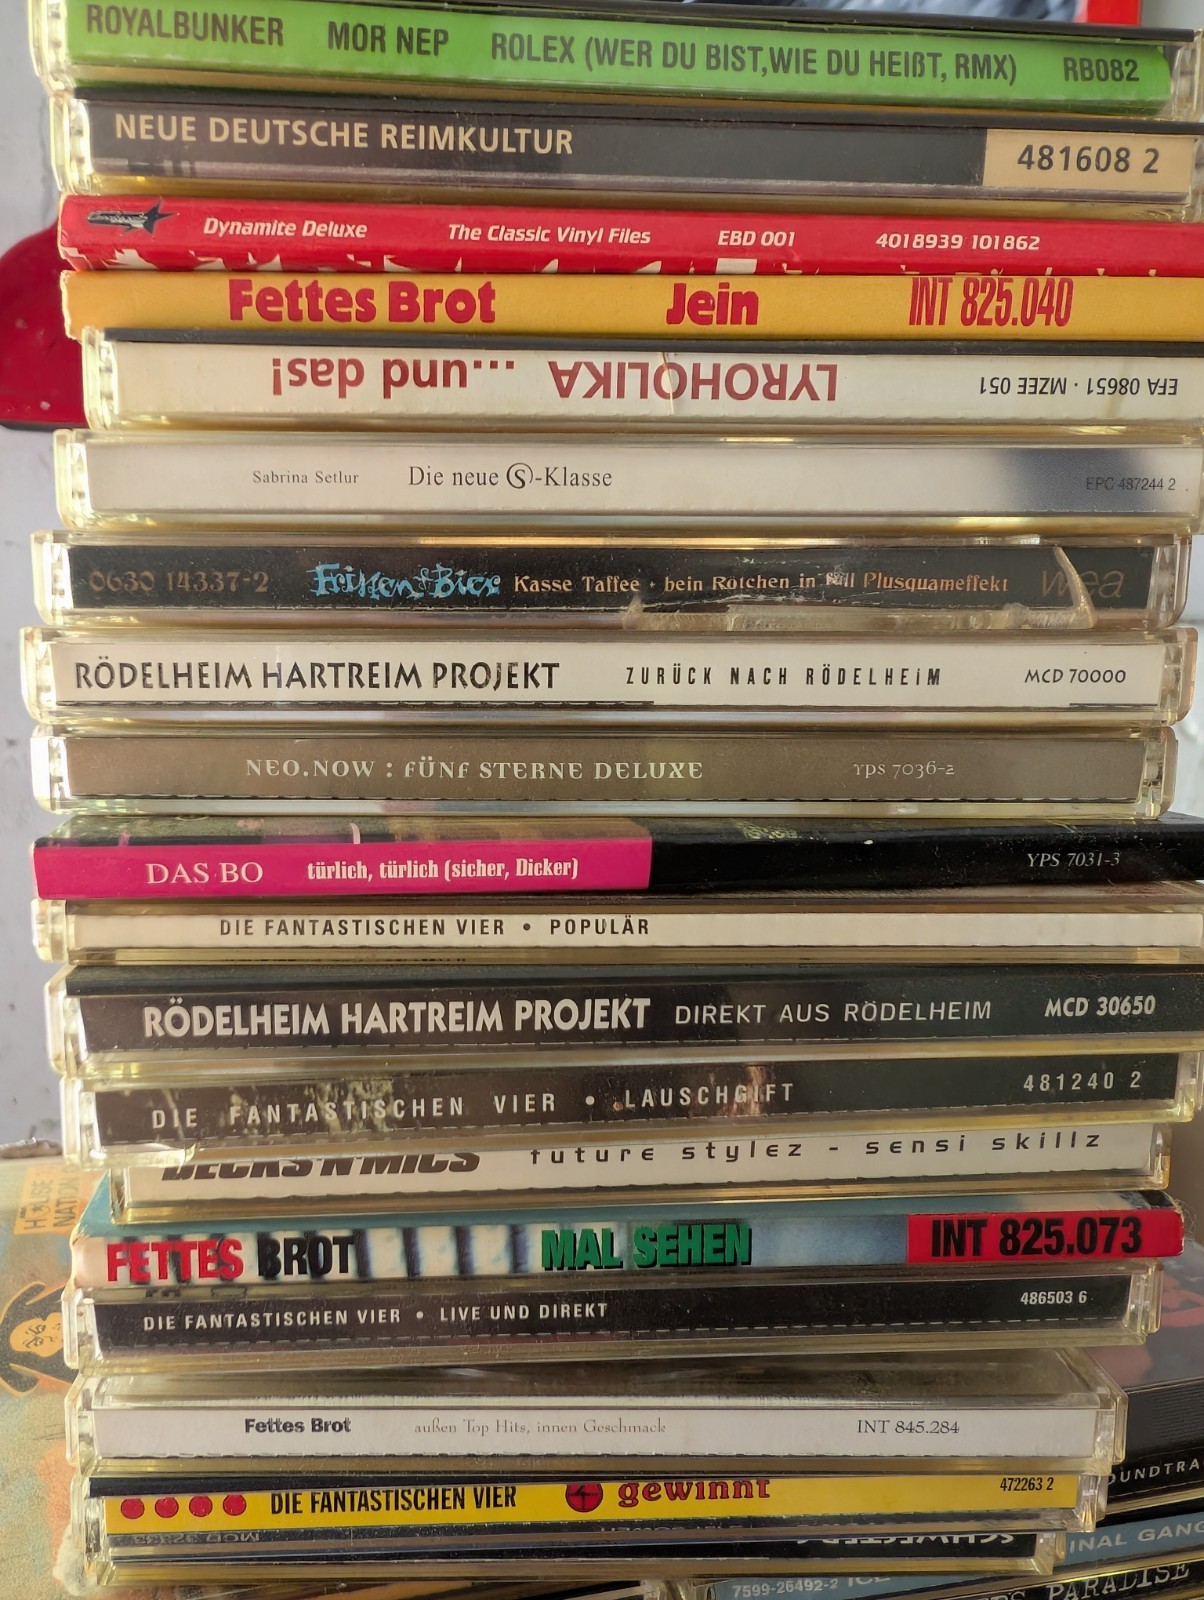 ROYALBUNKER MOR NEP ROLEX (WER DU BIST,WIE DU HEIßT, RMX) RB082
NEUE DEUTSCHE REIMKULTUR 481608 2
Dynamite Deluxe The Classic Vinyl Files EBD 001 4018939 101862
Fettes Brot Jein INT 825.040
LYROHOLIKA ...und das! EFA 08651 · MZEE 051
Sabrina Setlur Die neue S-Klasse EPC 487244 2
0630 14337-2 Kasse Taffee · bein Rötchen in Plusquameffekt wea
RÖDELHEIM HARTREIM PROJEKT ZURÜCK NACH RÖDELHEiM MCD 70000
NEO.NOW : FÜNF STERNE DELUXE YPS 7036-2
DAS BO türlich, türlich (sicher, Dicker) YPS 7031-3
DIE FANTASTISCHEN VIER • POPULÄR
RÖDELHEIM HARTREIM PROJEKT DIREKT AUS RÖDELHEIM MCD 30650
DIE FANTASTISCHEN VIER • LAUSCHGIFT 481240 2
DECKS'N'MICS future stylez - sensi skillz
FETTES BROT MAL SEHEN INT 825.073
DIE FANTASTISCHEN VIER • LIVE UND DIREKT 486503 6
Fettes Brot außen Top Hits, innen Geschmack INT 845.284
DIE FANTASTISCHEN VIER 4 gewinnt 472263 2
7599-26492-2 ICE
PARADISE